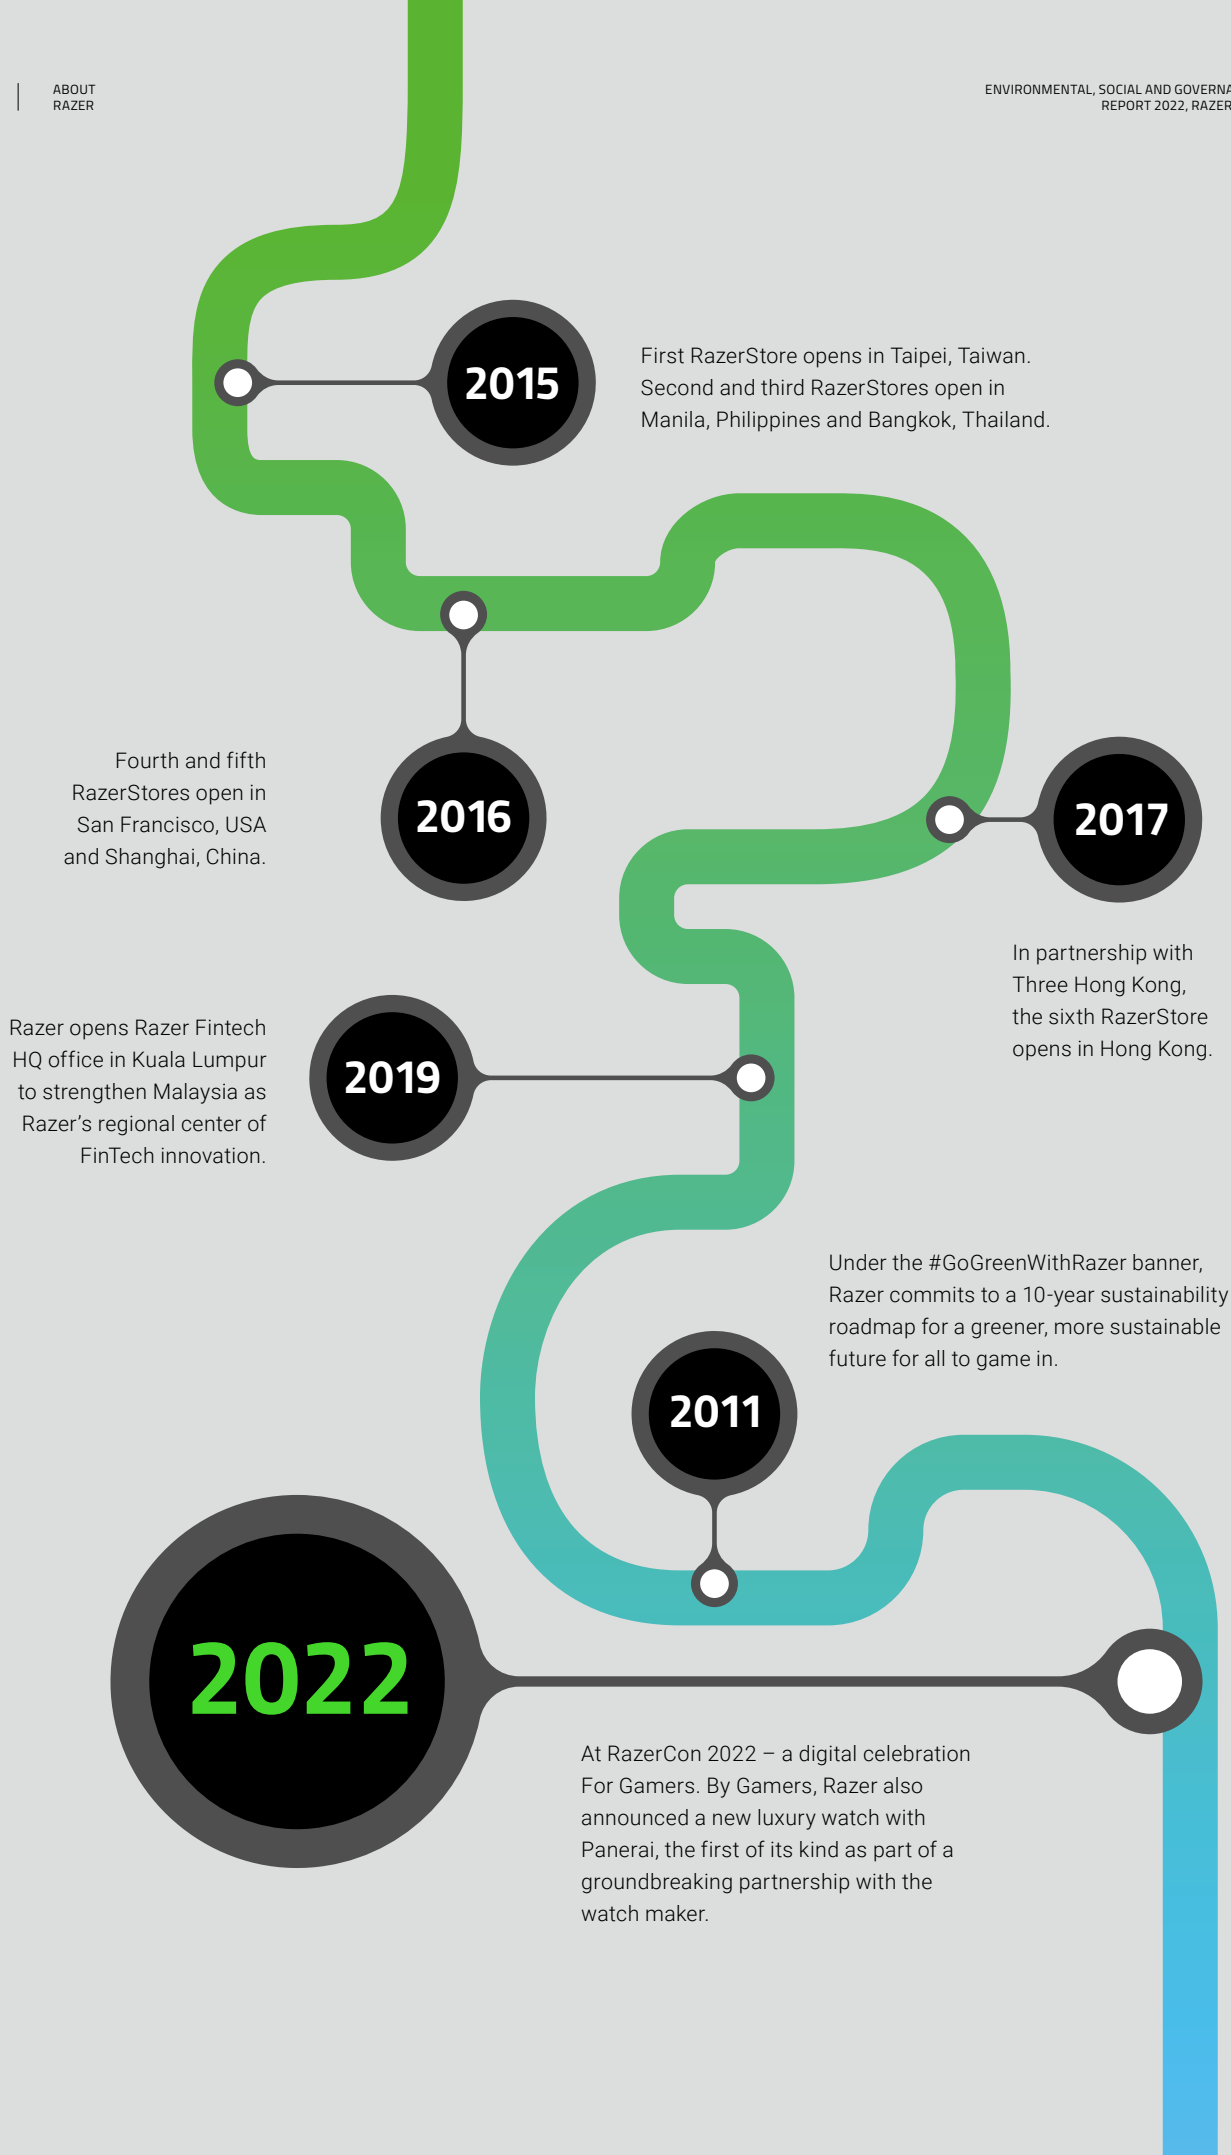 ABOUT
RAZER
ENVIRONMENTAL, SOCIAL AND GOVERNA
REPORT 2022, RAZER
2015
First RazerStore opens in Taipei, Taiwan.
Second and third RazerStores open in
Manila, Philippines and Bangkok, Thailand.
2016
Fourth and fifth
RazerStores open in
San Francisco, USA
and Shanghai, China.
2017
In partnership with
Three Hong Kong,
the sixth RazerStore
opens in Hong Kong.
2019
Razer opens Razer Fintech
HQ office in Kuala Lumpur
to strengthen Malaysia as
Razer’s regional center of
FinTech innovation.
2011
Under the #GoGreenWithRazer banner,
Razer commits to a 10-year sustainability
roadmap for a greener, more sustainable
future for all to game in.
2022
At RazerCon 2022 – a digital celebration
For Gamers. By Gamers, Razer also
announced a new luxury watch with
Panerai, the first of its kind as part of a
groundbreaking partnership with the
watch maker.